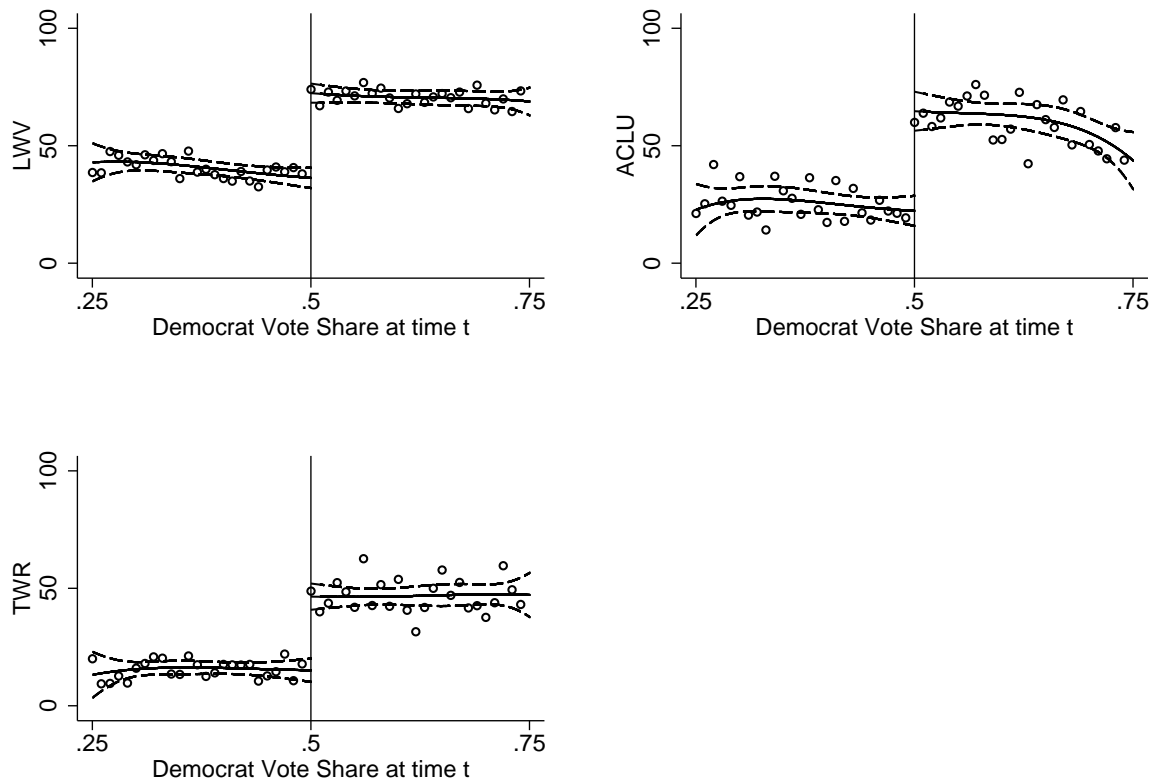 100
50
0
LWV
.25 .5 .75
Democrat Vote Share at time t
100
50
0
ACLU
.25 .5 .75
Democrat Vote Share at time t
100
50
0
TWR
.25 .5 .75
Democrat Vote Share at time t